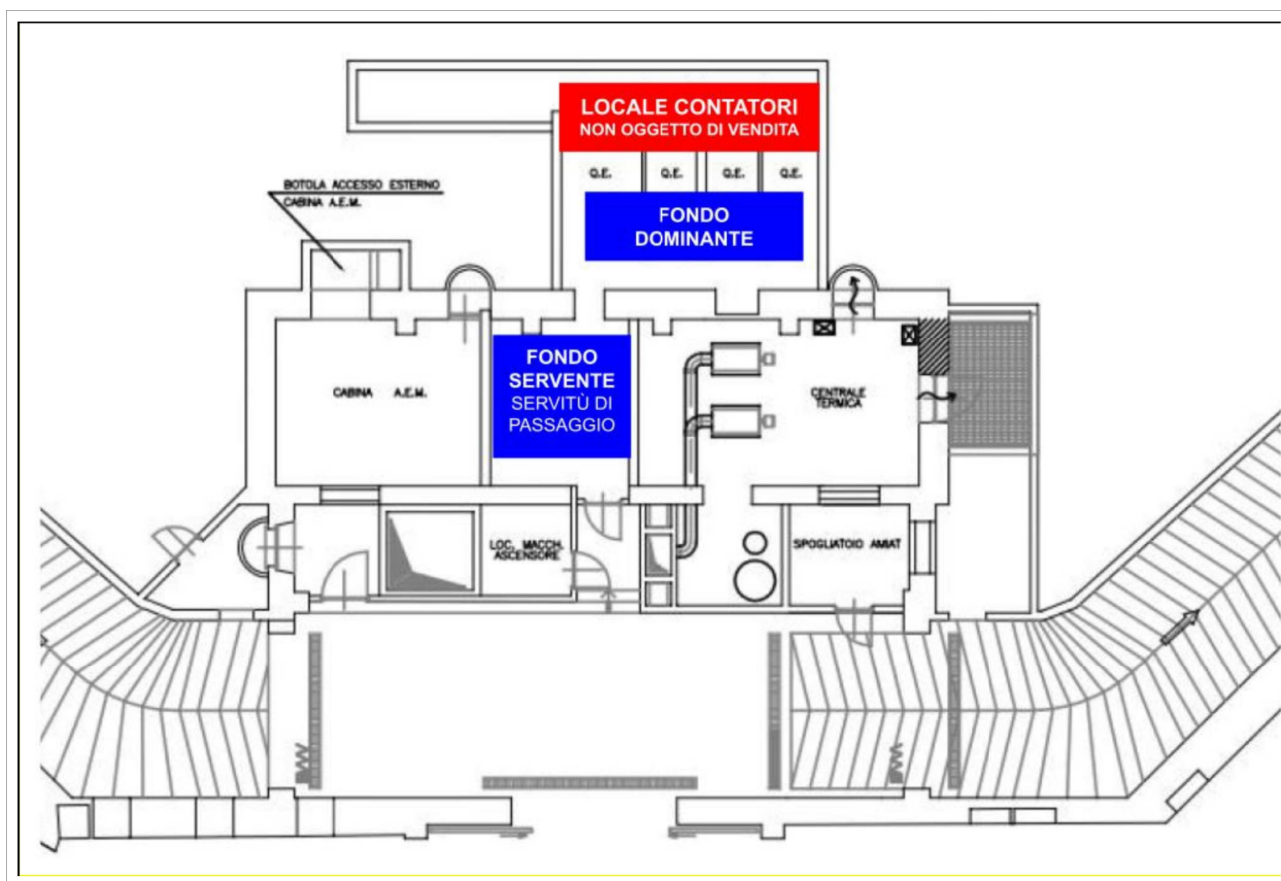 LOCALE CONTATORI
NON OGGETTO DI VENDITA
Q.E. Q.E. Q.E. Q.E.
BOTOLA ACCESSO ESTERNO
CABINA A.E.M.
FONDO
DOMINANTE
FONDO
SERVENTE
SERVITÙ DI
PASSAGGIO
CABINA A.E.M.
CENTRALE
TERMICA
LOC. MACCH.
ASCENSORE
SPOGLIATOIO AMIAT